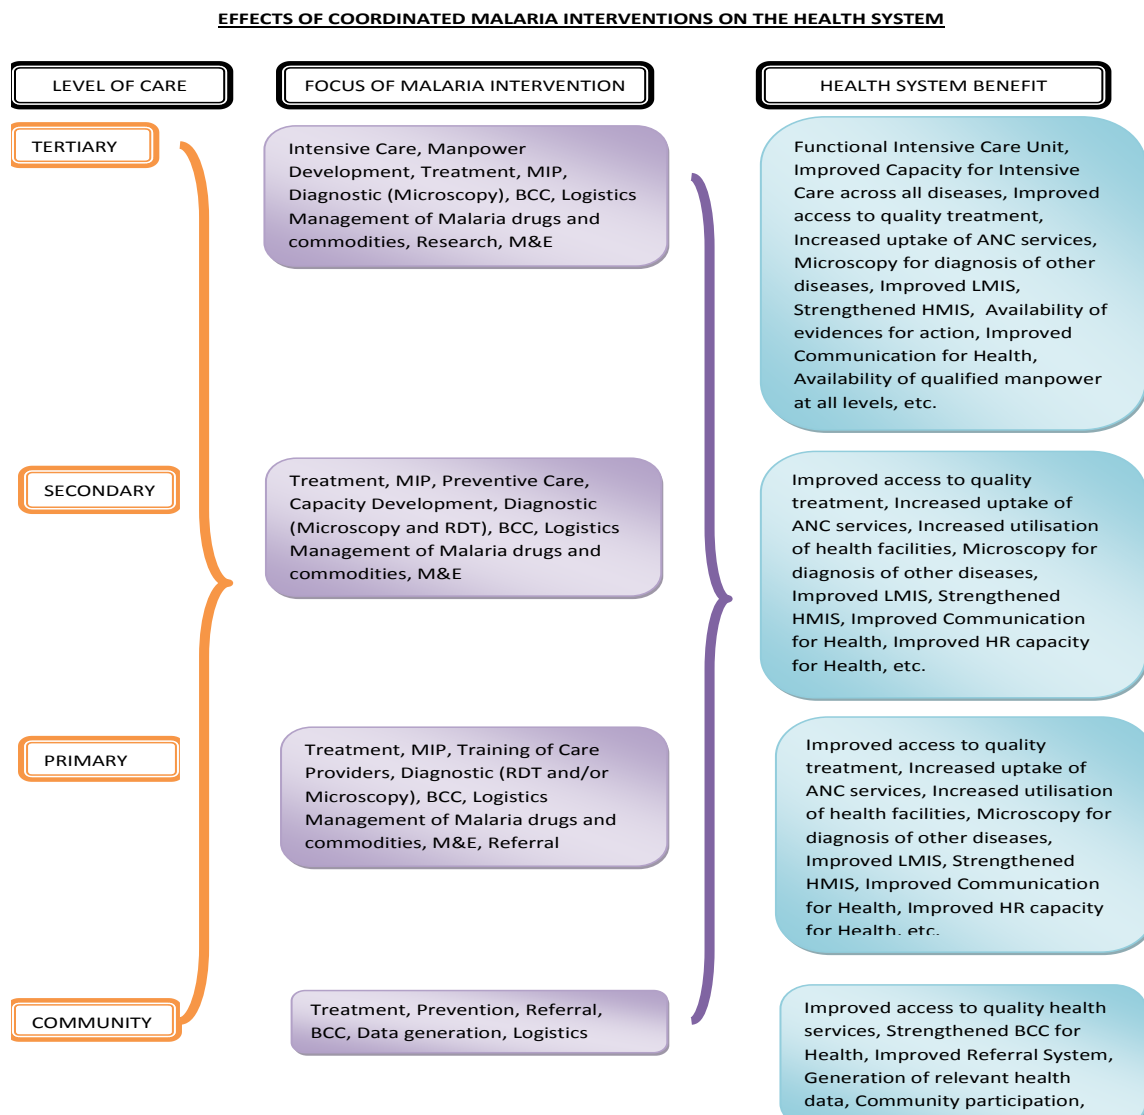 EFFECTS OF COORDINATED MALARIA INTERVENTIONS ON THE HEALTH SYSTEM
LEVEL OF CARE
FOCUS OF MALARIA INTERVENTION
HEALTH SYSTEM BENEFIT
TERTIARY
Intensive Care, Manpower
Development, Treatment, MIP,
Diagnostic (Microscopy), BCC, Logistics
Management of Malaria drugs and
commodities, Research, M&E
Functional Intensive Care Unit,
Improved Capacity for Intensive
Care across all diseases, Improved
access to quality treatment,
Increased uptake of ANC services,
Microscopy for diagnosis of other
diseases, Improved LMIS,
Strengthened HMIS,  Availability of
evidences for action, Improved
Communication for Health,
Availability of qualified manpower
at all levels, etc.
SECONDARY
Treatment, MIP, Preventive Care,
Capacity Development, Diagnostic
(Microscopy and RDT), BCC, Logistics
Management of Malaria drugs and
commodities, M&E
Improved access to quality
treatment, Increased uptake of
ANC services, Increased utilisation
of health facilities, Microscopy for
diagnosis of other diseases,
Improved LMIS, Strengthened
HMIS, Improved Communication
for Health, Improved HR capacity
for Health, etc.
PRIMARY
Treatment, MIP, Training of Care
Providers, Diagnostic (RDT and/or
Microscopy), BCC, Logistics
Management of Malaria drugs and
commodities, M&E, Referral
Improved access to quality
treatment, Increased uptake of
ANC services, Increased utilisation
of health facilities, Microscopy for
diagnosis of other diseases,
Improved LMIS, Strengthened
HMIS, Improved Communication
for Health, Improved HR capacity
for Health, etc.
COMMUNITY
Treatment, Prevention, Referral,
BCC, Data generation, Logistics
Improved access to quality health
services, Strengthened BCC for
Health, Improved Referral System,
Generation of relevant health
data, Community participation,